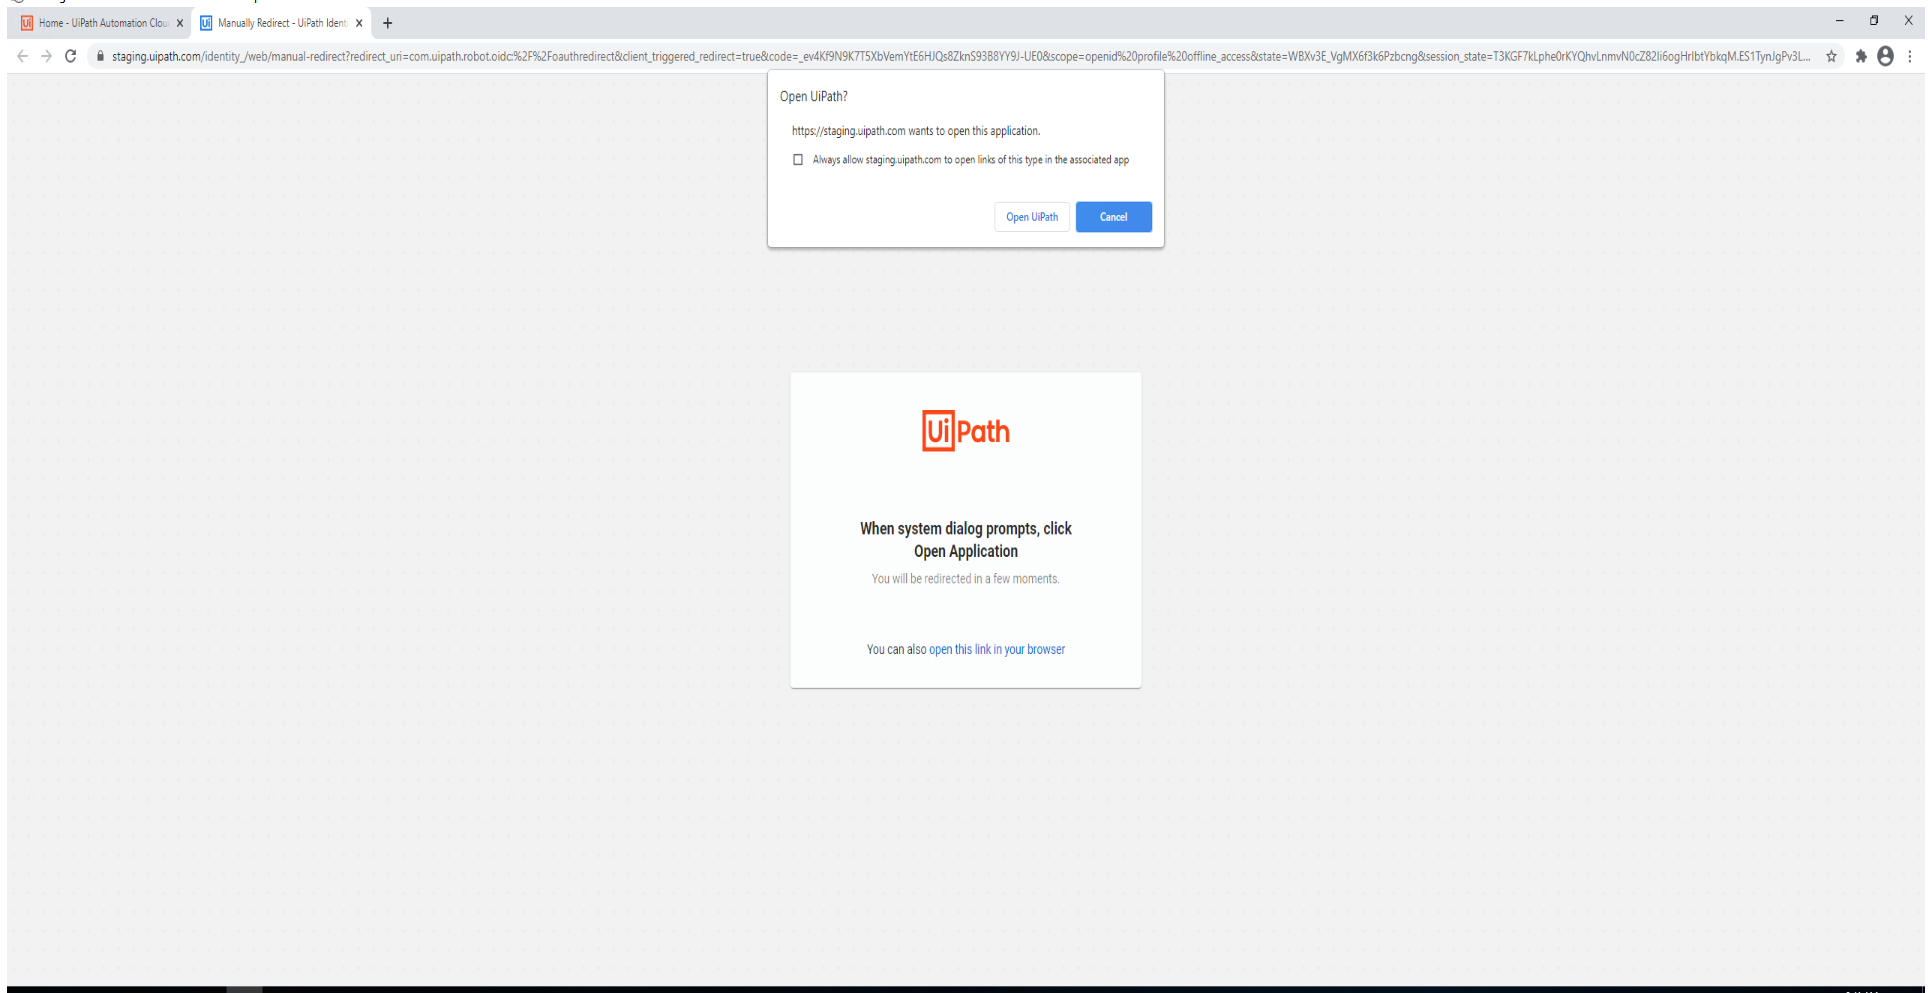 Home - UiPath Automation Clou
Manually Redirect - UiPath Identi
staging.uipath.com/identity_/web/manual-redirect?redirect_uri=com.uipath.robot.oidc:%2F%2Foauthredirect&client_triggered_redirect=true&code=_ev4Kf9N9K7T5XbVemYtE6HJQs8ZknS93B8YY9J-UE0&scope=openid%20profile%20offline_access&state=WBXv3E_VgMX6f3k6Pzbcng&session_state=T3KGF7kLphe0rKYQhvLnmvN0cZ82Ii6ogHrIbtYbkqM.ES1TynJgPv3L...
Open UiPath?
https://staging.uipath.com wants to open this application.
Always allow staging.uipath.com to open links of this type in the associated app
Open UiPath
Cancel
Ui Path
When system dialog prompts, click
Open Application
You will be redirected in a few moments.
You can also open this link in your browser